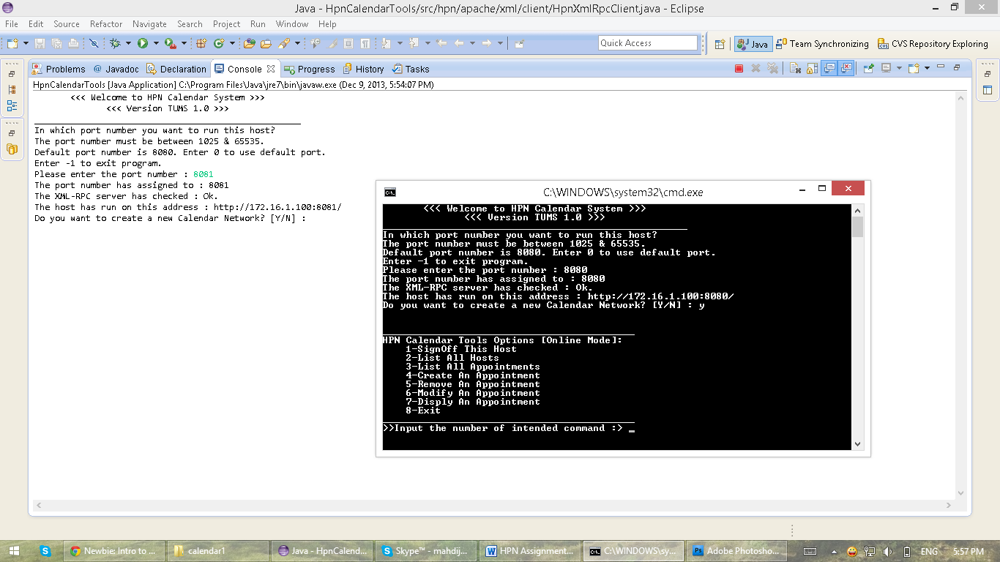 Java - HpnCalendarTools/src/hpn/apache/xml/client/HpnXmlRpcClient.java - Eclipse
File Edit Source Refactor Navigate Search Project Run Window Help
Quick Access
Java Team Synchronizing CVS Repository Exploring
Problems @ Javadoc Declaration Console Progress History Tasks
HpnCalendarTools [Java Application] C:\Program Files\Java\jre7\bin\javaw.exe (Dec 9, 2013, 5:54:07 PM)
<<< Welcome to HPN Calendar System >>>
<<< Version TUMS 1.0 >>>
In which port number you want to run this host?
The port number must be between 1025 & 65535.
Default port number is 8080. Enter 0 to use default port.
Enter -1 to exit program.
Please enter the port number : 8081
The port number has assigned to : 8081
The XML-RPC server has checked : Ok.
The host has run on this address : http://172.16.1.100:8081/
Do you want to create a new Calendar Network? [Y/N] :
C:\WINDOWS\system32\cmd.exe
<<< Welcome to HPN Calendar System >>>
<<< Version TUMS 1.0 >>>
In which port number you want to run this host?
The port number must be between 1025 & 65535.
Default port number is 8080. Enter 0 to use default port.
Enter -1 to exit program.
Please enter the port number : 8080
The port number has assigned to : 8080
The XML-RPC server has checked : Ok.
The host has run on this address : http://172.16.1.100:8080/
Do you want to create a new Calendar Network? [Y/N] : y
HPN Calendar Tools Options [Online Mode]:
1-SignOff This Host
2-List All Hosts
3-List All Appointments
4-Create An Appointment
5-Remove An Appointment
6-Modify An Appointment
7-Disply An Appointment
8-Exit
>>Input the number of intended command :> _
Newbie: Intro to ... calendar1 Java - HpnCalend... Skype™ - mahdij... HPN Assignment... C:\WINDOWS\sy... Adobe Photosho... ENG 5:57 PM